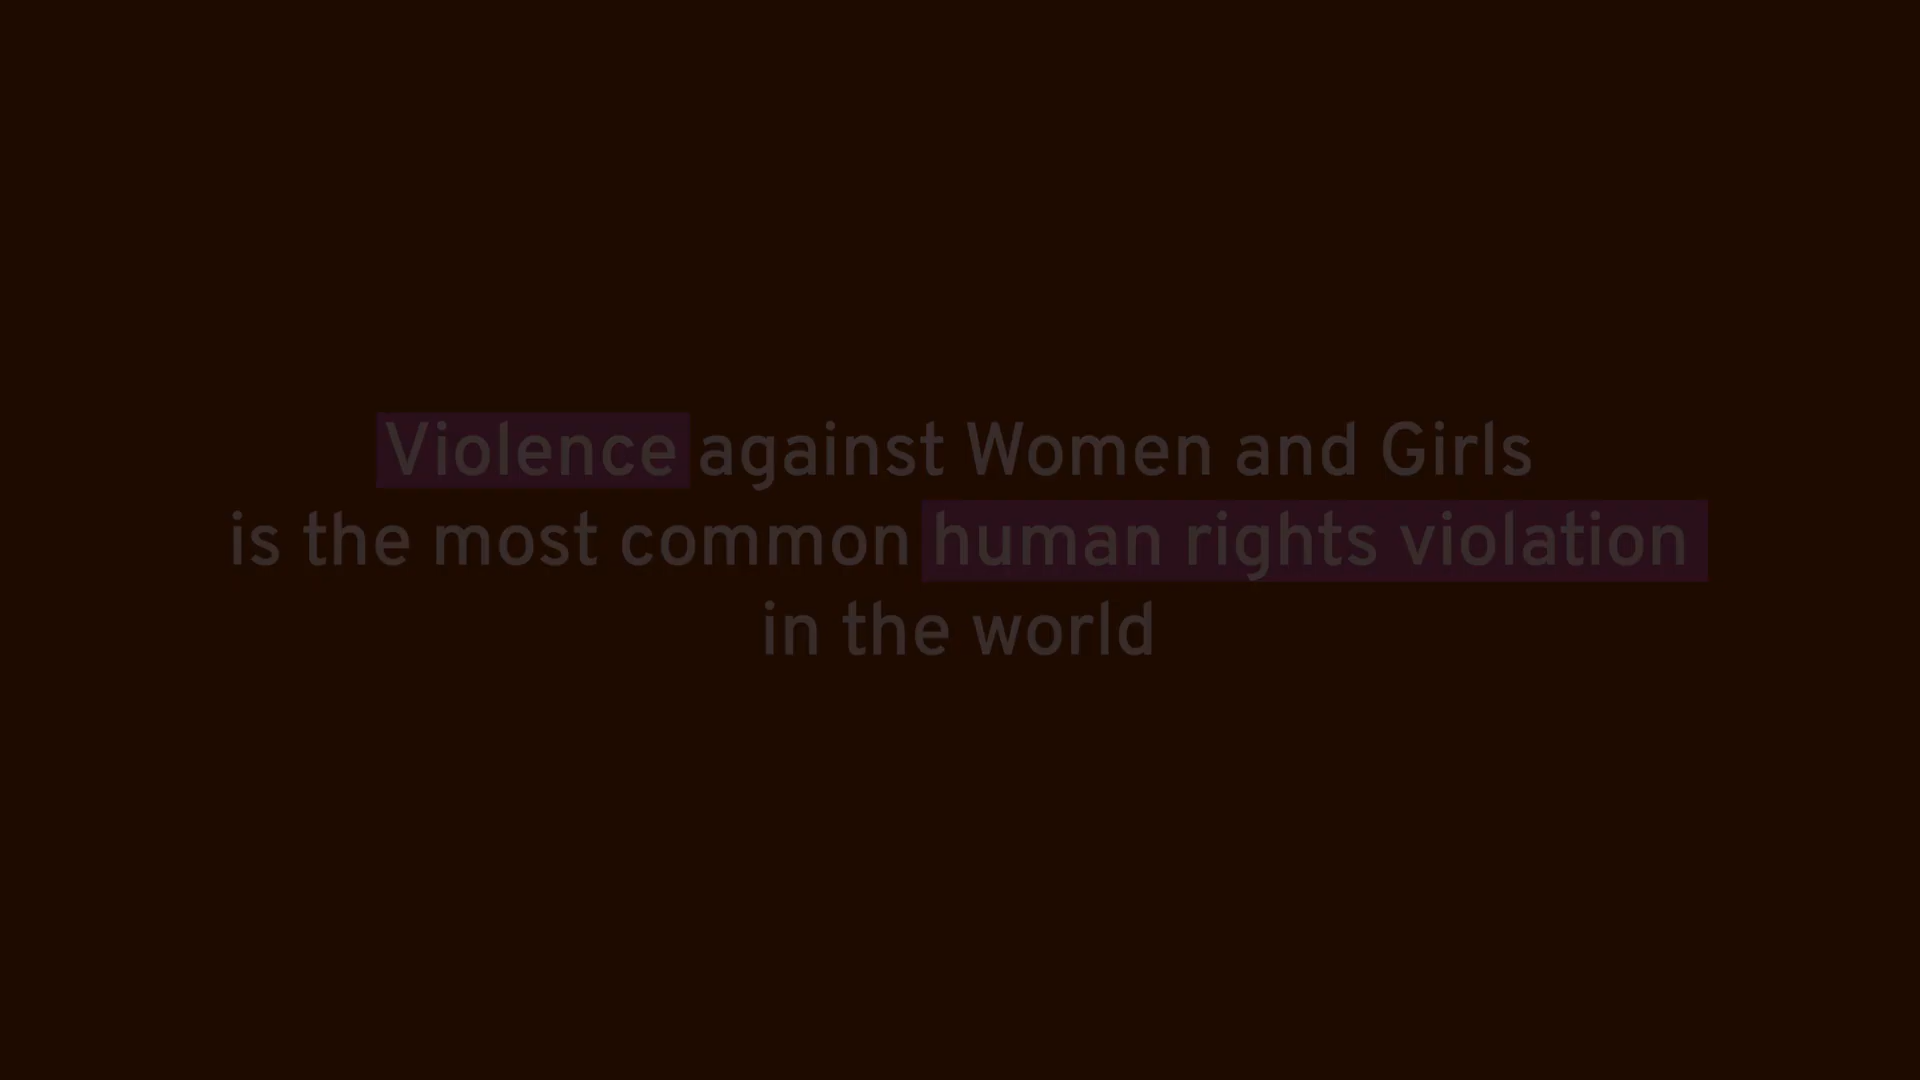 Violence against Women and Girls
is the most common human rights violation
in the world